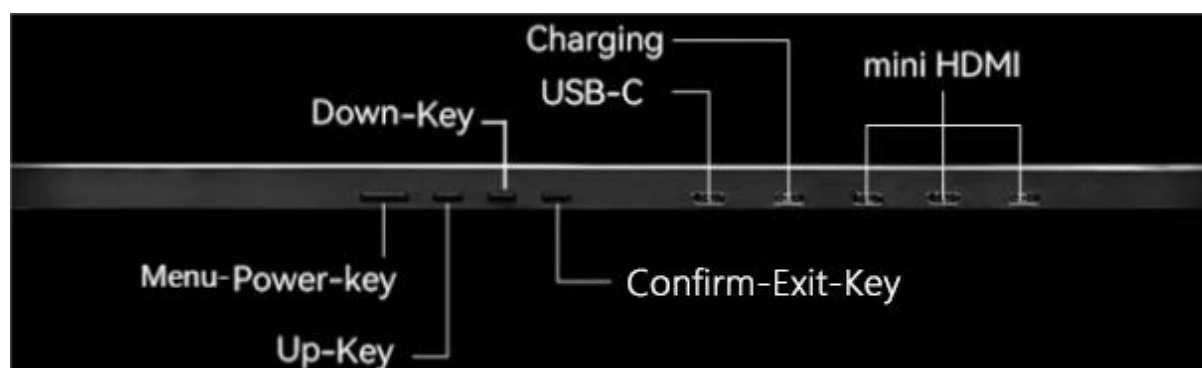 Charging
mini HDMI
USB-C
Down-Key
Menu-Power-key
Confirm-Exit-Key
Up-Key